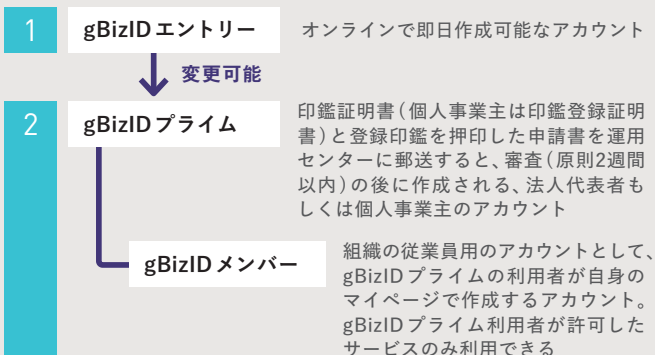 1
gBizIDエントリー
オンラインで即日作成可能なアカウント
変更可能
2
gBizIDプライム
印鑑証明書(個人事業主は印鑑登録証明
書)と登録印鑑を押印した申請書を運用
センターに郵送すると、審査(原則2週間
以内)の後に作成される、法人代表者も
しくは個人事業主のアカウント
gBizIDメンバー
組織の従業員用のアカウントとして、
gBizIDプライムの利用者が自身の
マイページで作成するアカウント。
gBizIDプライム利用者が許可した
サービスのみ利用できる